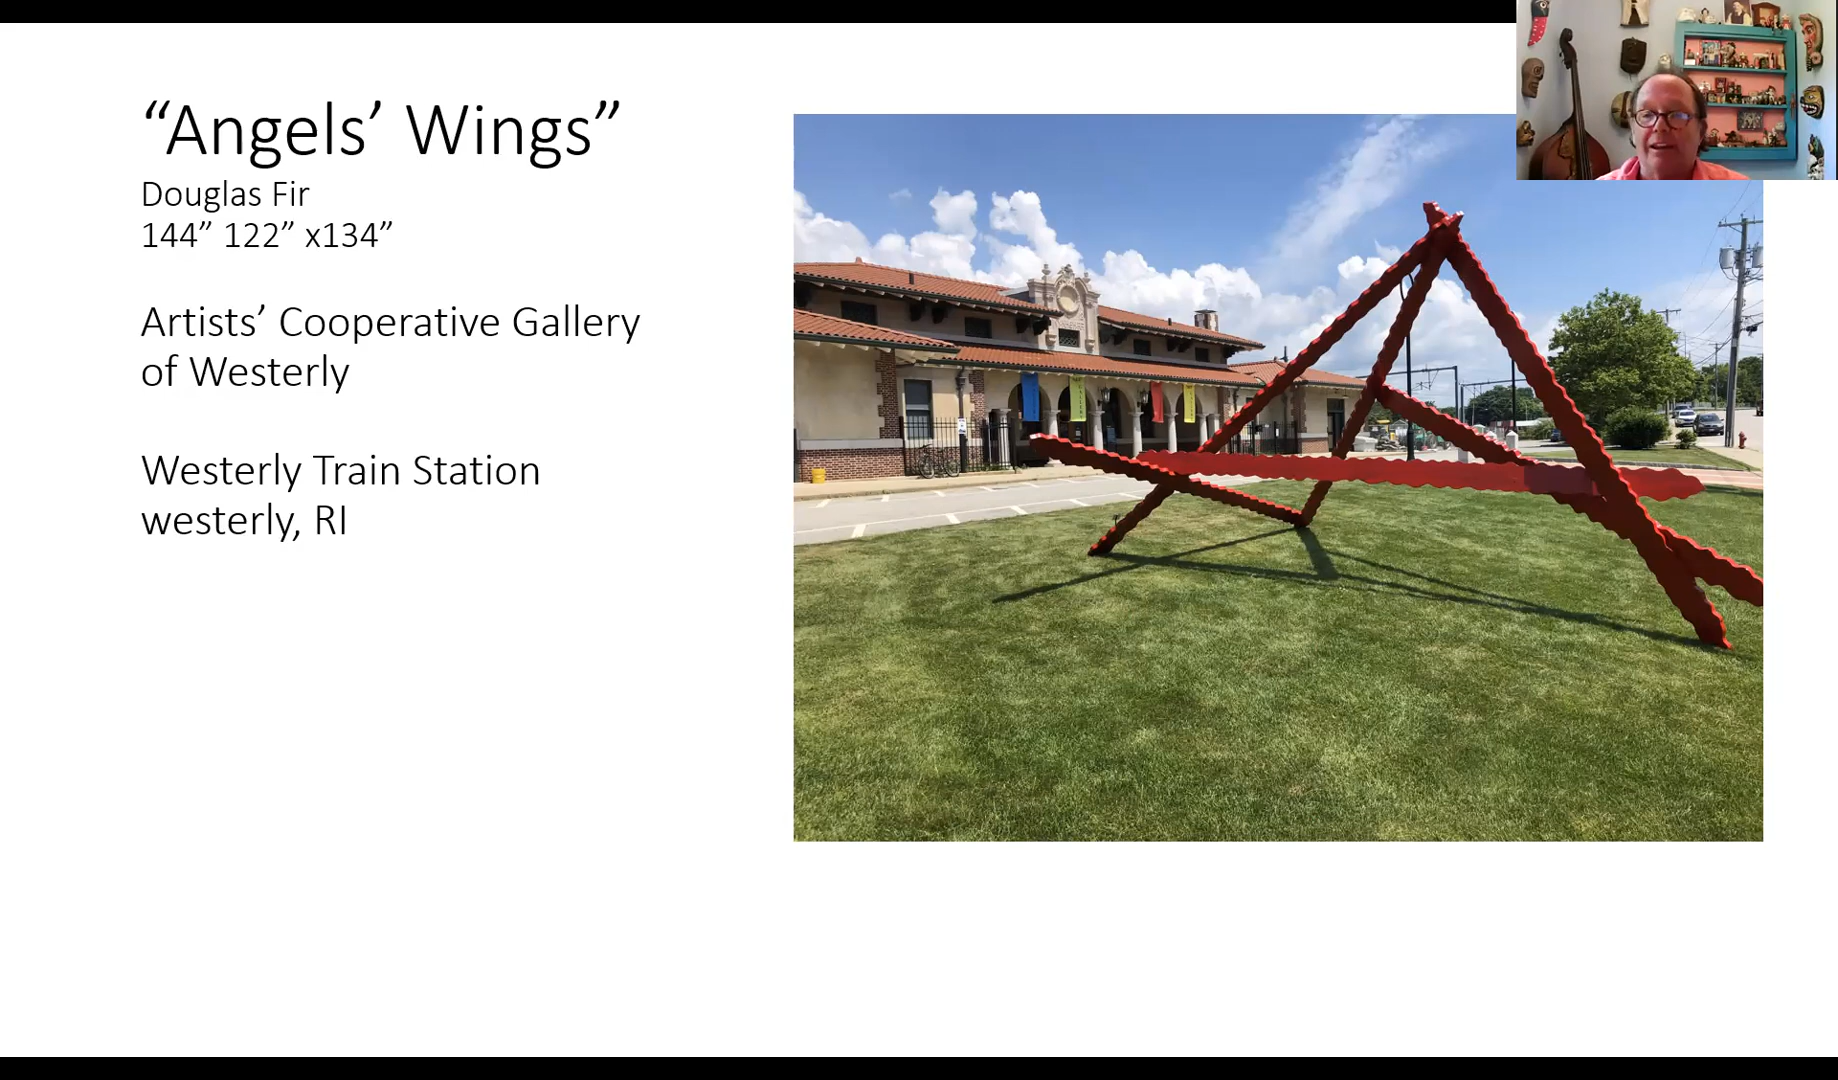 “Angels’ Wings”
Douglas Fir
144” 122” x134”
Artists’ Cooperative Gallery
of Westerly
Westerly Train Station
westerly, RI